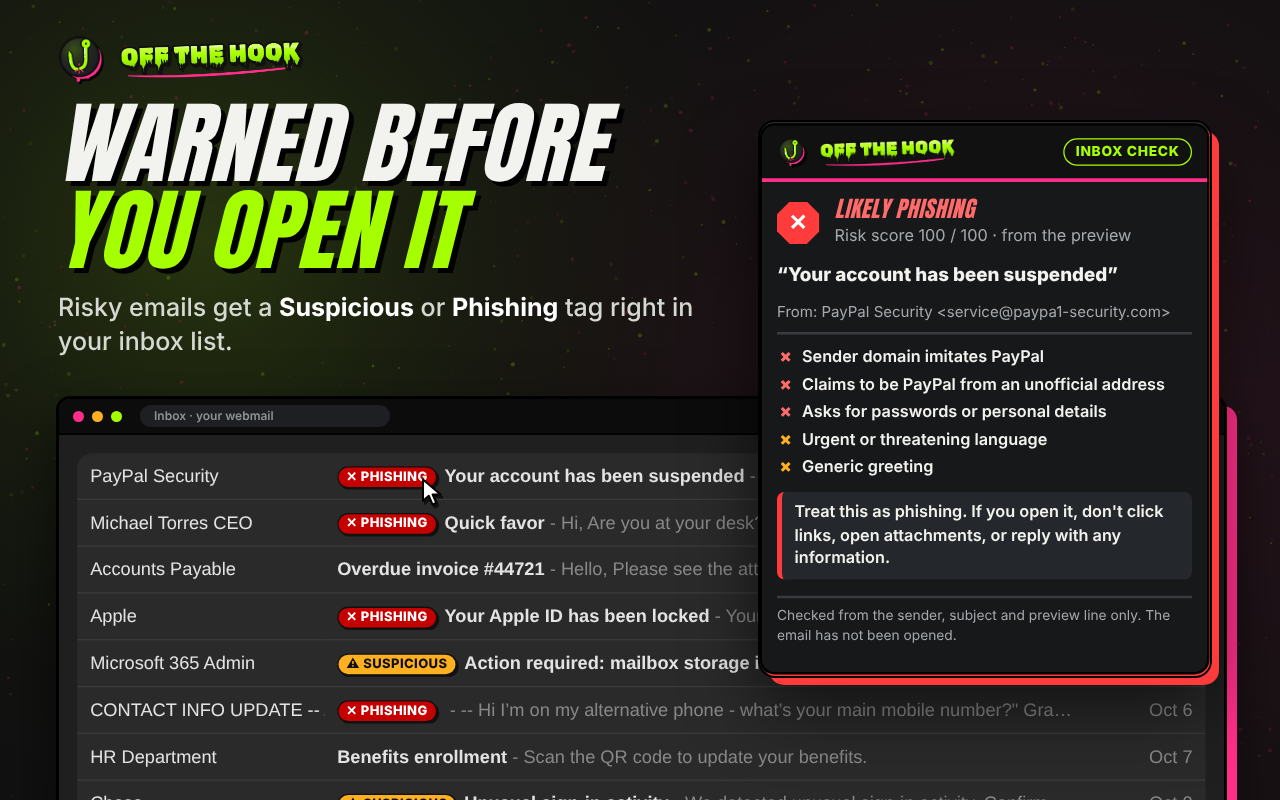 OFF THE HOOK
WARNED BEFORE
YOU OPEN IT
Risky emails get a Suspicious or Phishing tag right in
your inbox list.
Inbox · your webmail
PayPal Security ✕ PHISHING Your account has been suspended -
Michael Torres CEO ✕ PHISHING Quick favor - Hi, Are you at your desk?
Accounts Payable Overdue invoice #44721 - Hello, Please see the att
Apple ✕ PHISHING Your Apple ID has been locked - Your
Microsoft 365 Admin ⚠ SUSPICIOUS Action required: mailbox storage i
CONTACT INFO UPDATE -- ✕ PHISHING - -- Hi I'm on my alternative phone - what's your main mobile number?" Gra… Oct 6
HR Department Benefits enrollment - Scan the QR code to update your benefits. Oct 7
OFF THE HOOK
INBOX CHECK
LIKELY PHISHING
Risk score 100 / 100 · from the preview
“Your account has been suspended”
From: PayPal Security <service@paypa1-security.com>
✕ Sender domain imitates PayPal
✕ Claims to be PayPal from an unofficial address
✕ Asks for passwords or personal details
✕ Urgent or threatening language
✕ Generic greeting
Treat this as phishing. If you open it, don't click
links, open attachments, or reply with any
information.
Checked from the sender, subject and preview line only. The
email has not been opened.